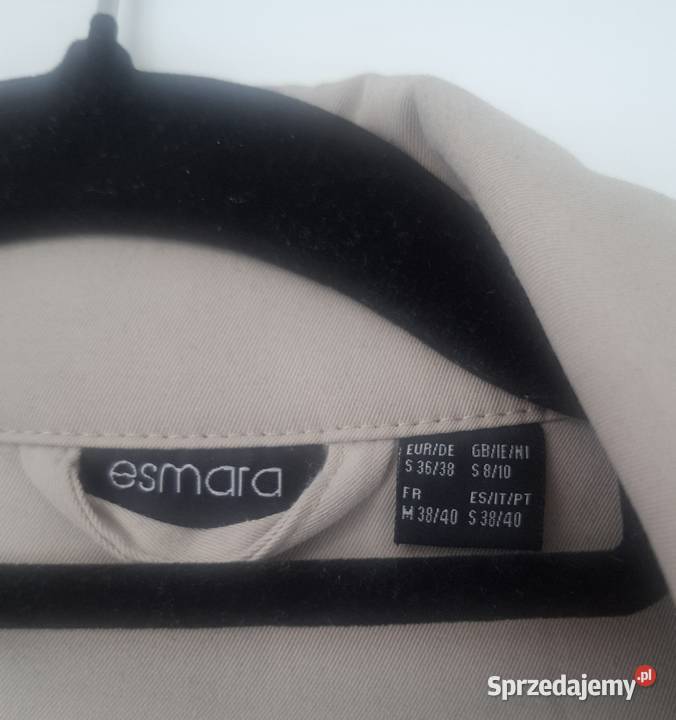 esmara
EUR/DE GB/IE/NI
S 36/38 S 8/10
FR ES/IT/PT
M 38/40 S 38/40
Sprzedajemy.pl